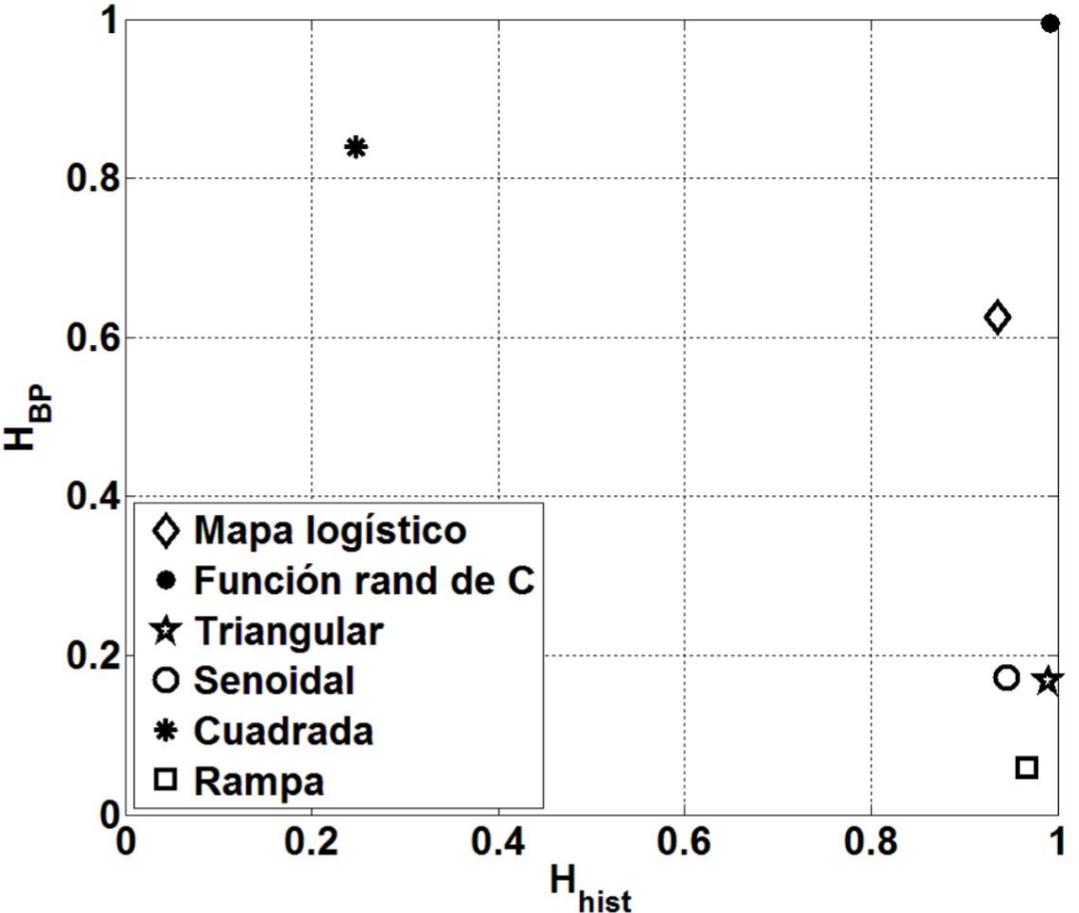 1
0.8
0.6
0.4
0.2
0
H_BP
Mapa logístico
Función rand de C
Triangular
Senoidal
Cuadrada
Rampa
0 0.2 0.4 0.6 0.8 1
H_hist